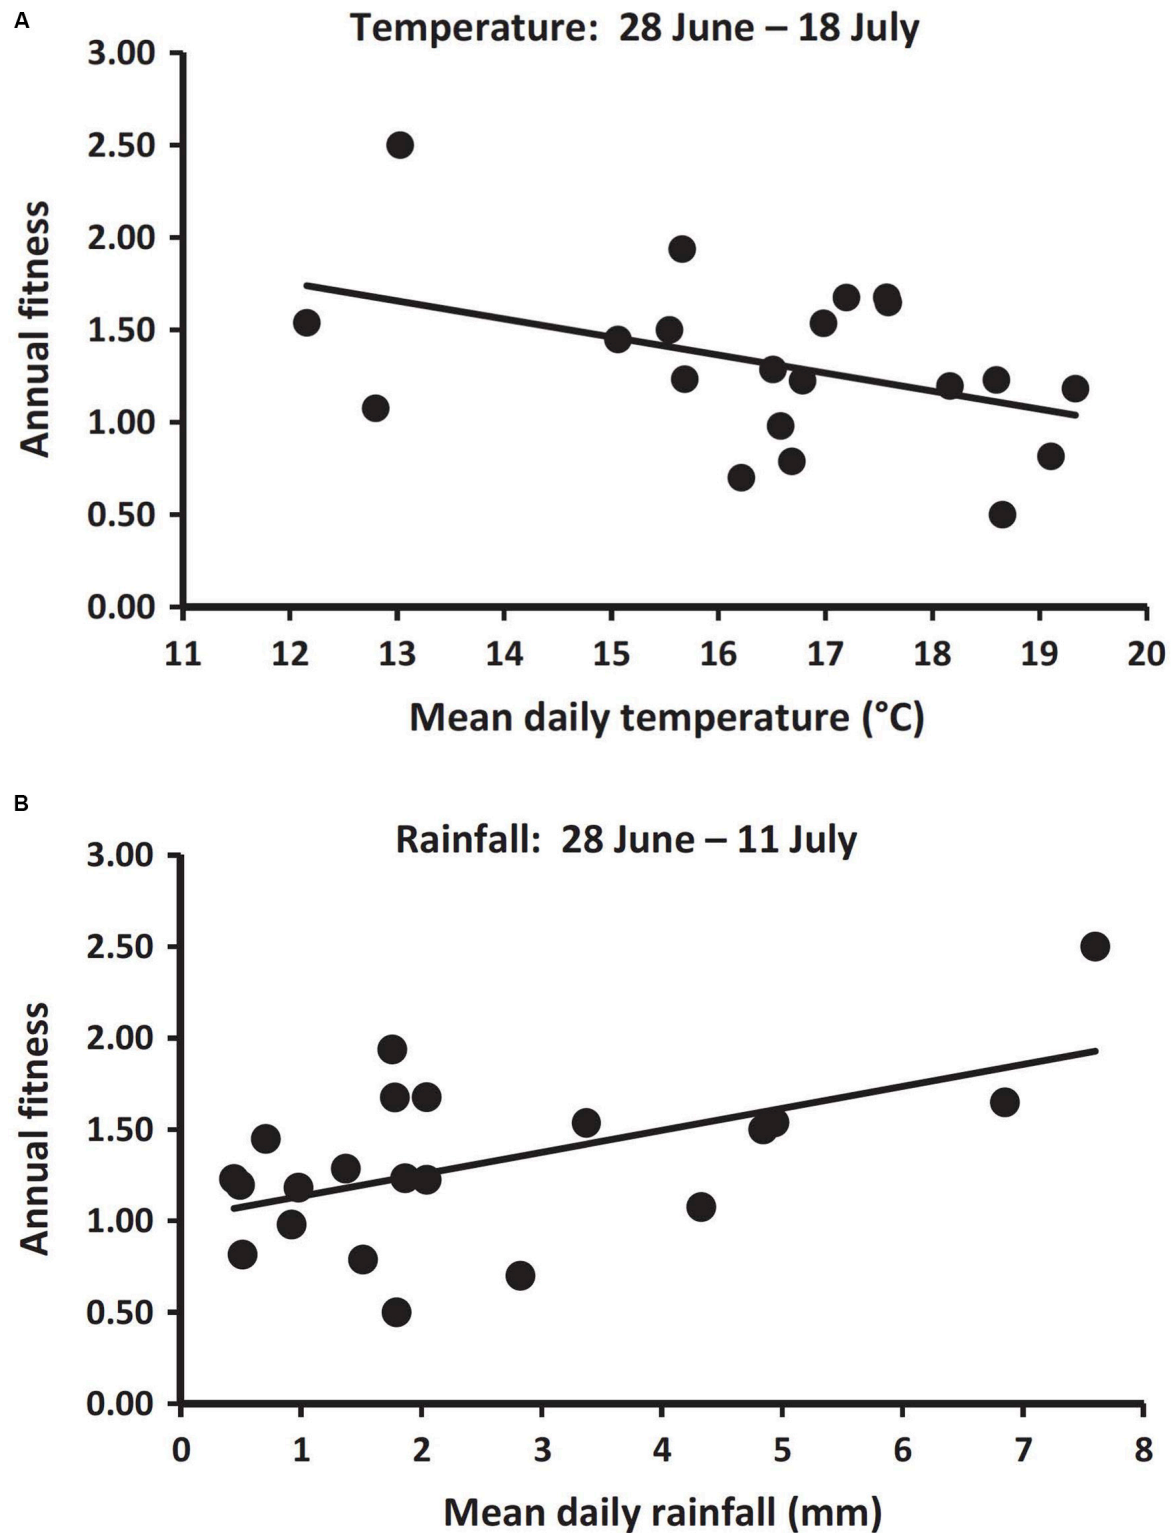 A
Temperature: 28 June – 18 July
3.00
2.50
2.00
1.50
1.00
0.50
0.00
Annual fitness
11 12 13 14 15 16 17 18 19 20
Mean daily temperature (°C)
B
Rainfall: 28 June – 11 July
3.00
2.50
2.00
1.50
1.00
0.50
0.00
Annual fitness
0 1 2 3 4 5 6 7 8
Mean daily rainfall (mm)